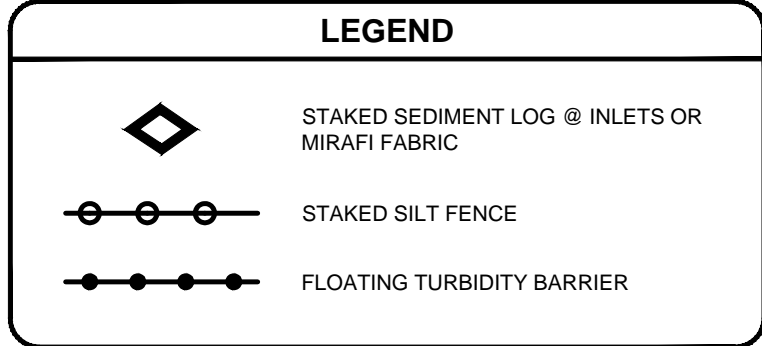 LEGEND
STAKED SEDIMENT LOG @ INLETS OR
MIRAFI FABRIC
STAKED SILT FENCE
FLOATING TURBIDITY BARRIER